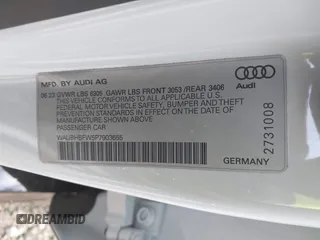 MFD. BY AUDI AG
08.23 GVWR LBS 6305 GAWR LBS FRONT 3053 /REAR 3406
THIS VEHICLE CONFORMS TO ALL APPLICABLE U.S.
FEDERAL MOTOR VEHICLE SAFETY, BUMPER AND THEFT
PREVENTION STANDARDS IN EFFECT ON THE DATE OF
MANUFACTURE SHOWN ABOVE.
PASSENGER CAR
GERMANY
Audi
2731008
DREAMBID